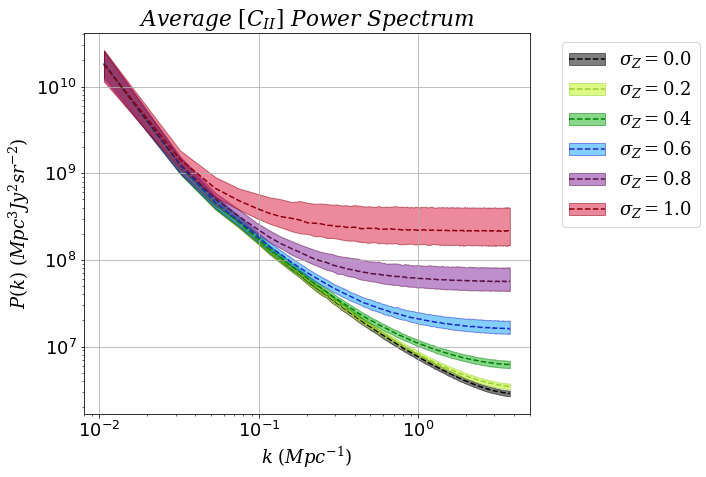 Average [C_{II}] Power Spectrum
P(k) (Mpc^3 Jy^2 sr^{-2})
10^{10}
10^9
10^8
10^7
10^{-2}
10^{-1}
10^0
k (Mpc^{-1})
σ_Z = 0.0
σ_Z = 0.2
σ_Z = 0.4
σ_Z = 0.6
σ_Z = 0.8
σ_Z = 1.0